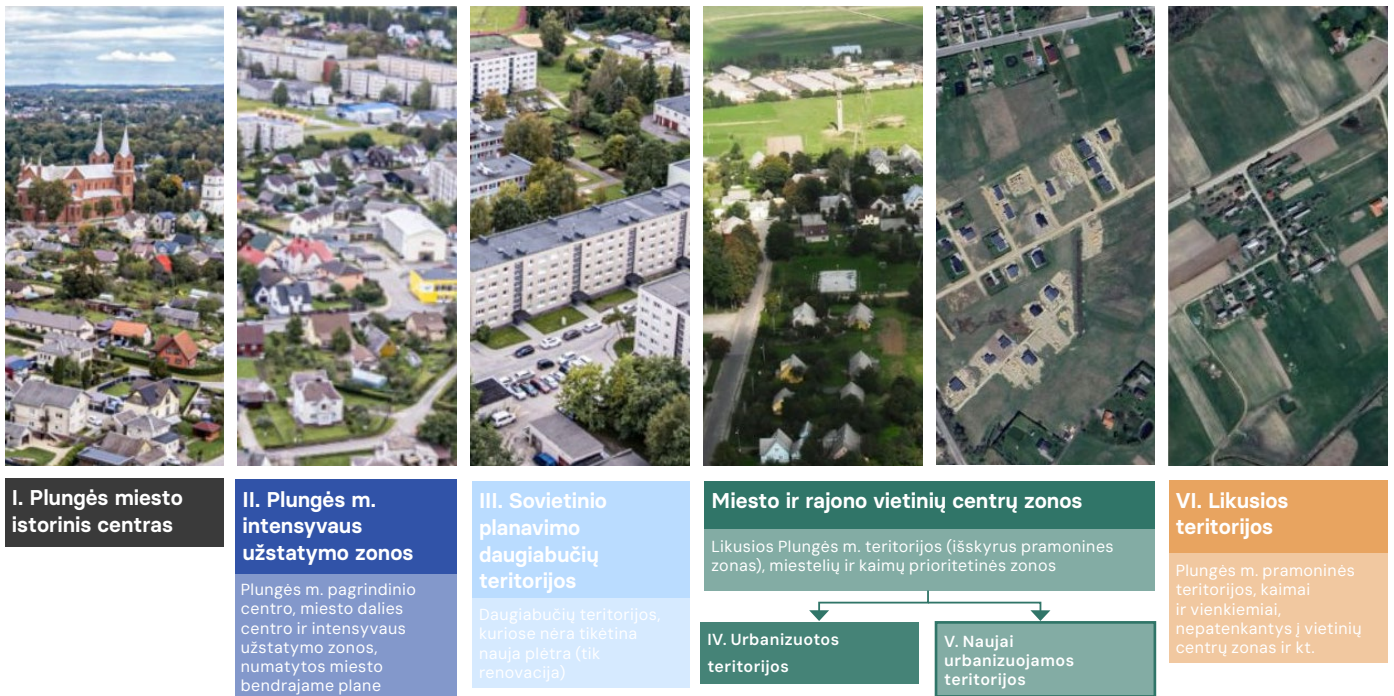 I. Plungės miesto
istorinis centras
II. Plungės m.
intensyvaus
užstatymo zonos
Plungės m. pagrindinio
centro, miesto dalies
centro ir intensyvaus
užstatymo zonos,
numatytos miesto
bendrajame plane
III. Sovietinio
planavimo
daugiabučių
teritorijos
Daugiabučių teritorijos,
kuriose nėra tikėtina
nauja plėtra (tik
renovacija)
Miesto ir rajono vietinių centrų zonos
Likusios Plungės m. teritorijos (išskyrus pramonines
zonas), miestelių ir kaimų prioritetinės zonos
IV. Urbanizuotos
teritorijos
V. Naujai
urbanizuojamos
teritorijos
VI. Likusios
teritorijos
Plungės m. pramoninės
teritorijos, kaimai
ir vienkiemiai,
nepatenkantys į vietinių
centrų zonas ir kt.